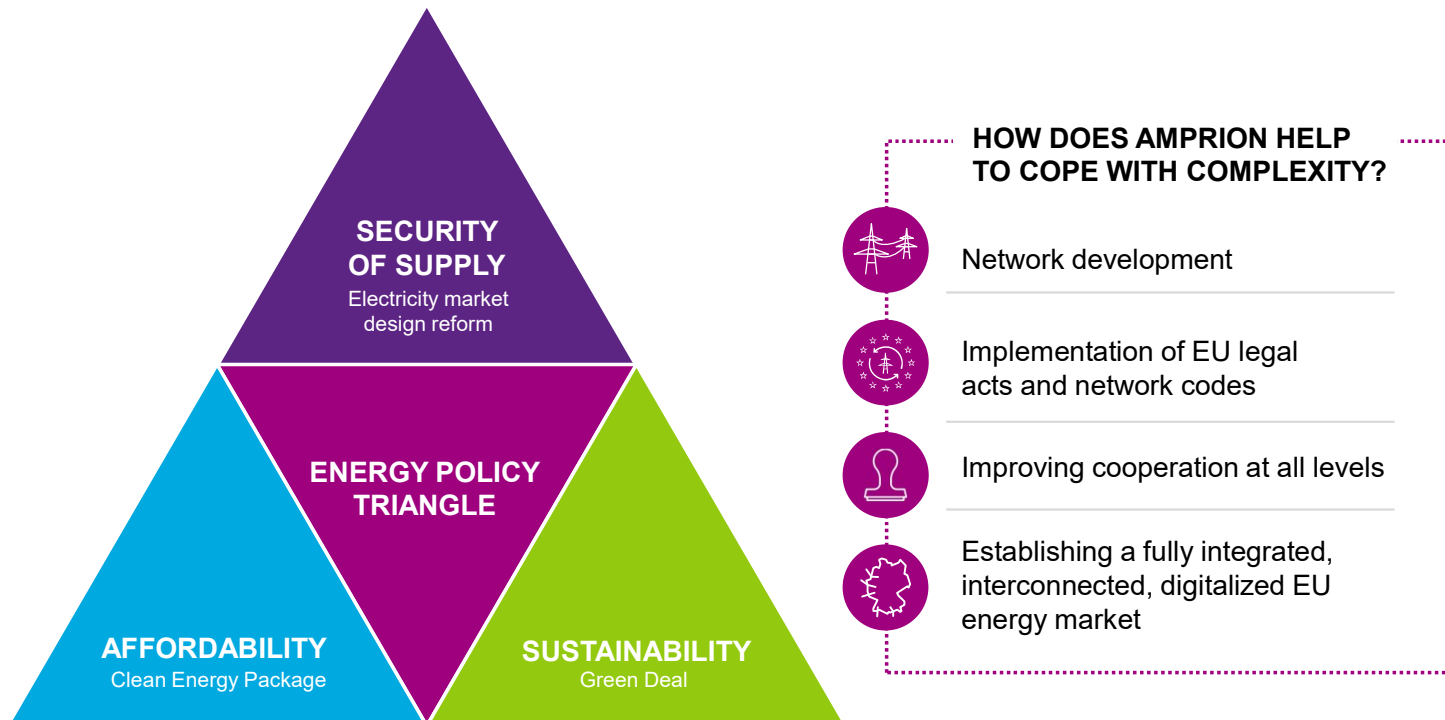 SECURITY
OF SUPPLY
Electricity market
design reform
ENERGY POLICY
TRIANGLE
AFFORDABILITY
Clean Energy Package
SUSTAINABILITY
Green Deal
HOW DOES AMPRION HELP
TO COPE WITH COMPLEXITY?
Network development
Implementation of EU legal
acts and network codes
Improving cooperation at all levels
Establishing a fully integrated,
interconnected, digitalized EU
energy market